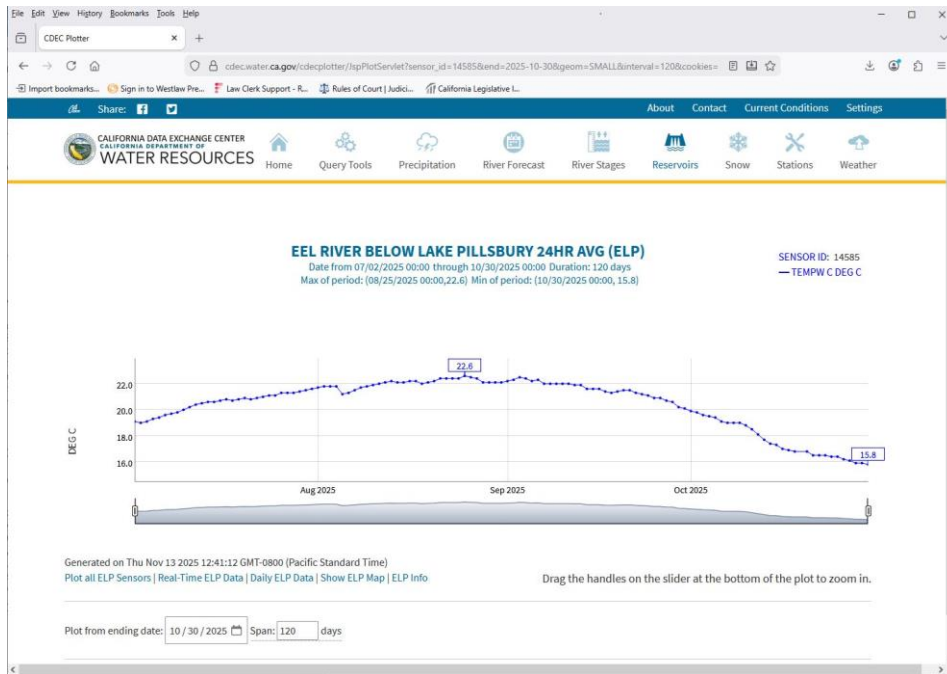 File Edit View History Bookmarks Tools Help
CDEC Plotter × +
cdec.water.ca.gov/cdecplotter/JspPlotServlet?sensor_id=14585&end=2025-10-30&geom=SMALL&interval=120&cookies=
Import bookmarks... Sign in to Westlaw Pre... Law Clerk Support - R... Rules of Court | Judici... California Legislative I...
Share: About Contact Current Conditions Settings
CALIFORNIA DATA EXCHANGE CENTER
CALIFORNIA DEPARTMENT OF
WATER RESOURCES
Home Query Tools Precipitation River Forecast River Stages Reservoirs Snow Stations Weather
EEL RIVER BELOW LAKE PILLSBURY 24HR AVG (ELP)
Date from 07/02/2025 00:00 through 10/30/2025 00:00 Duration: 120 days
Max of period: (08/25/2025 00:00,22.6) Min of period: (10/30/2025 00:00, 15.8)
SENSOR ID: 14585
TEMPW C DEG C
22.6
22.0
20.0
18.0
16.0
DEG C
15.8
Aug 2025 Sep 2025 Oct 2025
Generated on Thu Nov 13 2025 12:41:12 GMT-0800 (Pacific Standard Time)
Plot all ELP Sensors | Real-Time ELP Data | Daily ELP Data | Show ELP Map | ELP Info
Drag the handles on the slider at the bottom of the plot to zoom in.
Plot from ending date: 10 / 30 / 2025 Span: 120 days